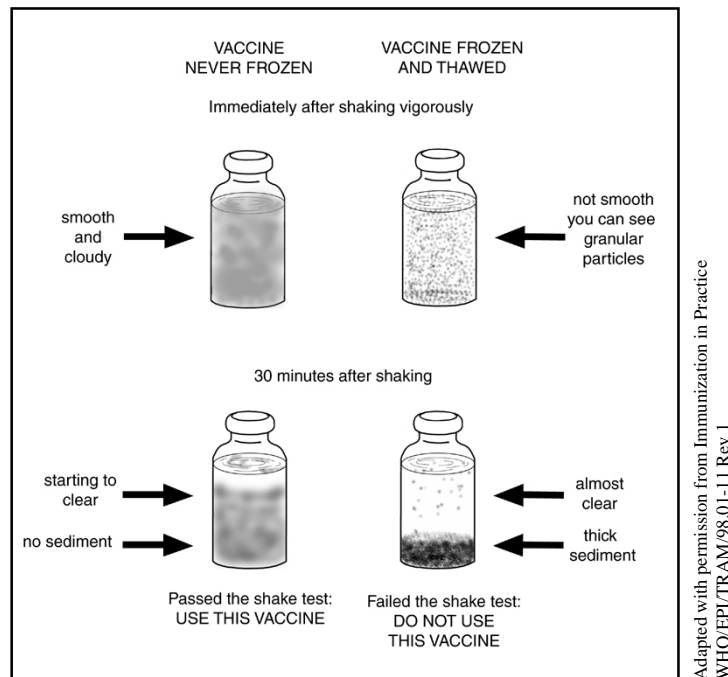 VACCINE
NEVER FROZEN
VACCINE FROZEN
AND THAWED
Immediately after shaking vigorously
smooth
and
cloudy
not smooth
you can see
granular
particles
30 minutes after shaking
starting to
clear
no sediment
almost
clear
thick
sediment
Passed the shake test:
USE THIS VACCINE
Failed the shake test:
DO NOT USE
THIS VACCINE
Adapted with permission from Immunization in Practice
WHO/EPI/TRAM/98.01-11 Rev 1